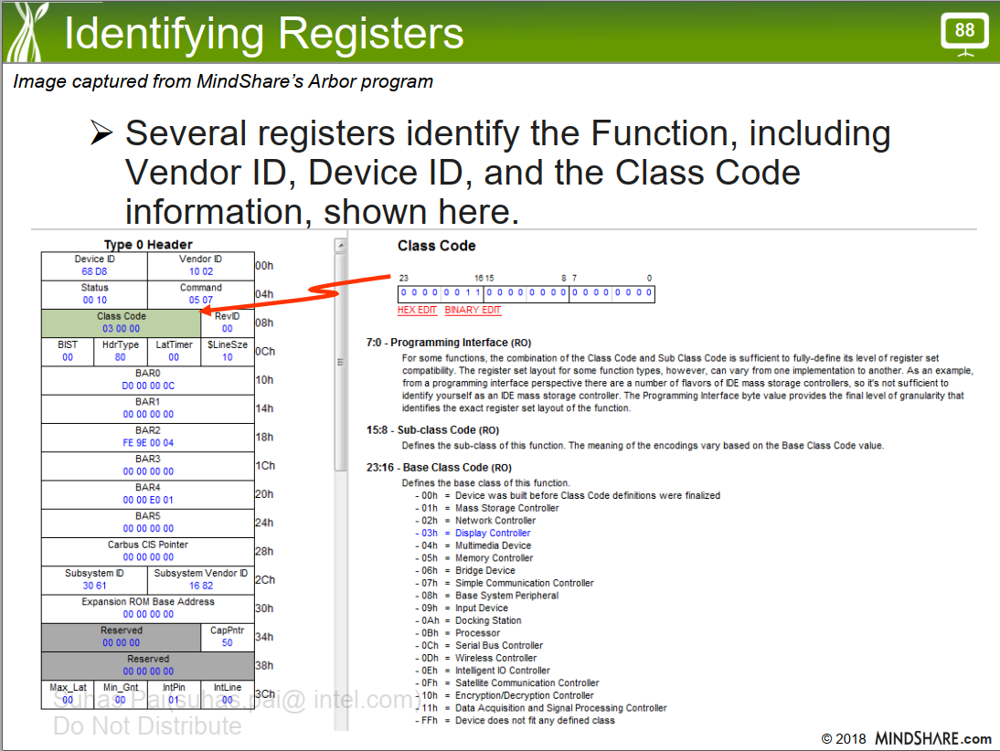 Identifying Registers
88
Image captured from MindShare's Arbor program
➢ Several registers identify the Function, including
Vendor ID, Device ID, and the Class Code
information, shown here.
Type 0 Header
Device ID Vendor ID
68 D8 10 02 00h
Status Command
00 10 05 07 04h
Class Code RevID
03 00 00 00 08h
BIST HdrType LatTimer $LineSze
00 80 00 10 0Ch
BAR0
D0 00 00 0C 10h
BAR1
00 00 00 00 14h
BAR2
FE 9E 00 04 18h
BAR3
00 00 00 00 1Ch
BAR4
00 00 E0 01 20h
BAR5
00 00 00 00 24h
Carbus CIS Pointer
00 00 00 00 28h
Subsystem ID Subsystem Vendor ID
30 61 16 82 2Ch
Expansion ROM Base Address
00 00 00 00 30h
Reserved CapPntr
00 00 00 50 34h
Reserved
00 00 00 00 38h
Max_Lat Min_Gnt IntPin IntLine
00 00 01 00 3Ch
Class Code
23 16 15 8 7 0
0 0 0 0 0 0 1 1 0 0 0 0 0 0 0 0 0 0 0 0 0 0 0 0
HEX EDIT BINARY EDIT
7:0 - Programming Interface (RO)
For some functions, the combination of the Class Code and Sub Class Code is sufficient to fully-define its level of register set
compatibility. The register set layout for some function types, however, can vary from one implementation to another. As an example,
from a programming interface perspective there are a number of flavors of IDE mass storage controllers, so it's not sufficient to
identify yourself as an IDE mass storage controller. The Programming Interface byte value provides the final level of granularity that
identifies the exact register set layout of the function.
15:8 - Sub-class Code (RO)
Defines the sub-class of this function. The meaning of the encodings vary based on the Base Class Code value.
23:16 - Base Class Code (RO)
Defines the base class of this function.
- 00h = Device was built before Class Code definitions were finalized
- 01h = Mass Storage Controller
- 02h = Network Controller
- 03h = Display Controller
- 04h = Multimedia Device
- 05h = Memory Controller
- 06h = Bridge Device
- 07h = Simple Communication Controller
- 08h = Base System Peripheral
- 09h = Input Device
- 0Ah = Docking Station
- 0Bh = Processor
- 0Ch = Serial Bus Controller
- 0Dh = Wireless Controller
- 0Eh = Intelligent IO Controller
- 0Fh = Satellite Communication Controller
- 10h = Encryption/Decryption Controller
- 11h = Data Acquisition and Signal Processing Controller
- FFh = Device does not fit any defined class
Suhas Pai(suhas.pai@ intel.com)
Do Not Distribute
© 2018 MINDSHARE.com